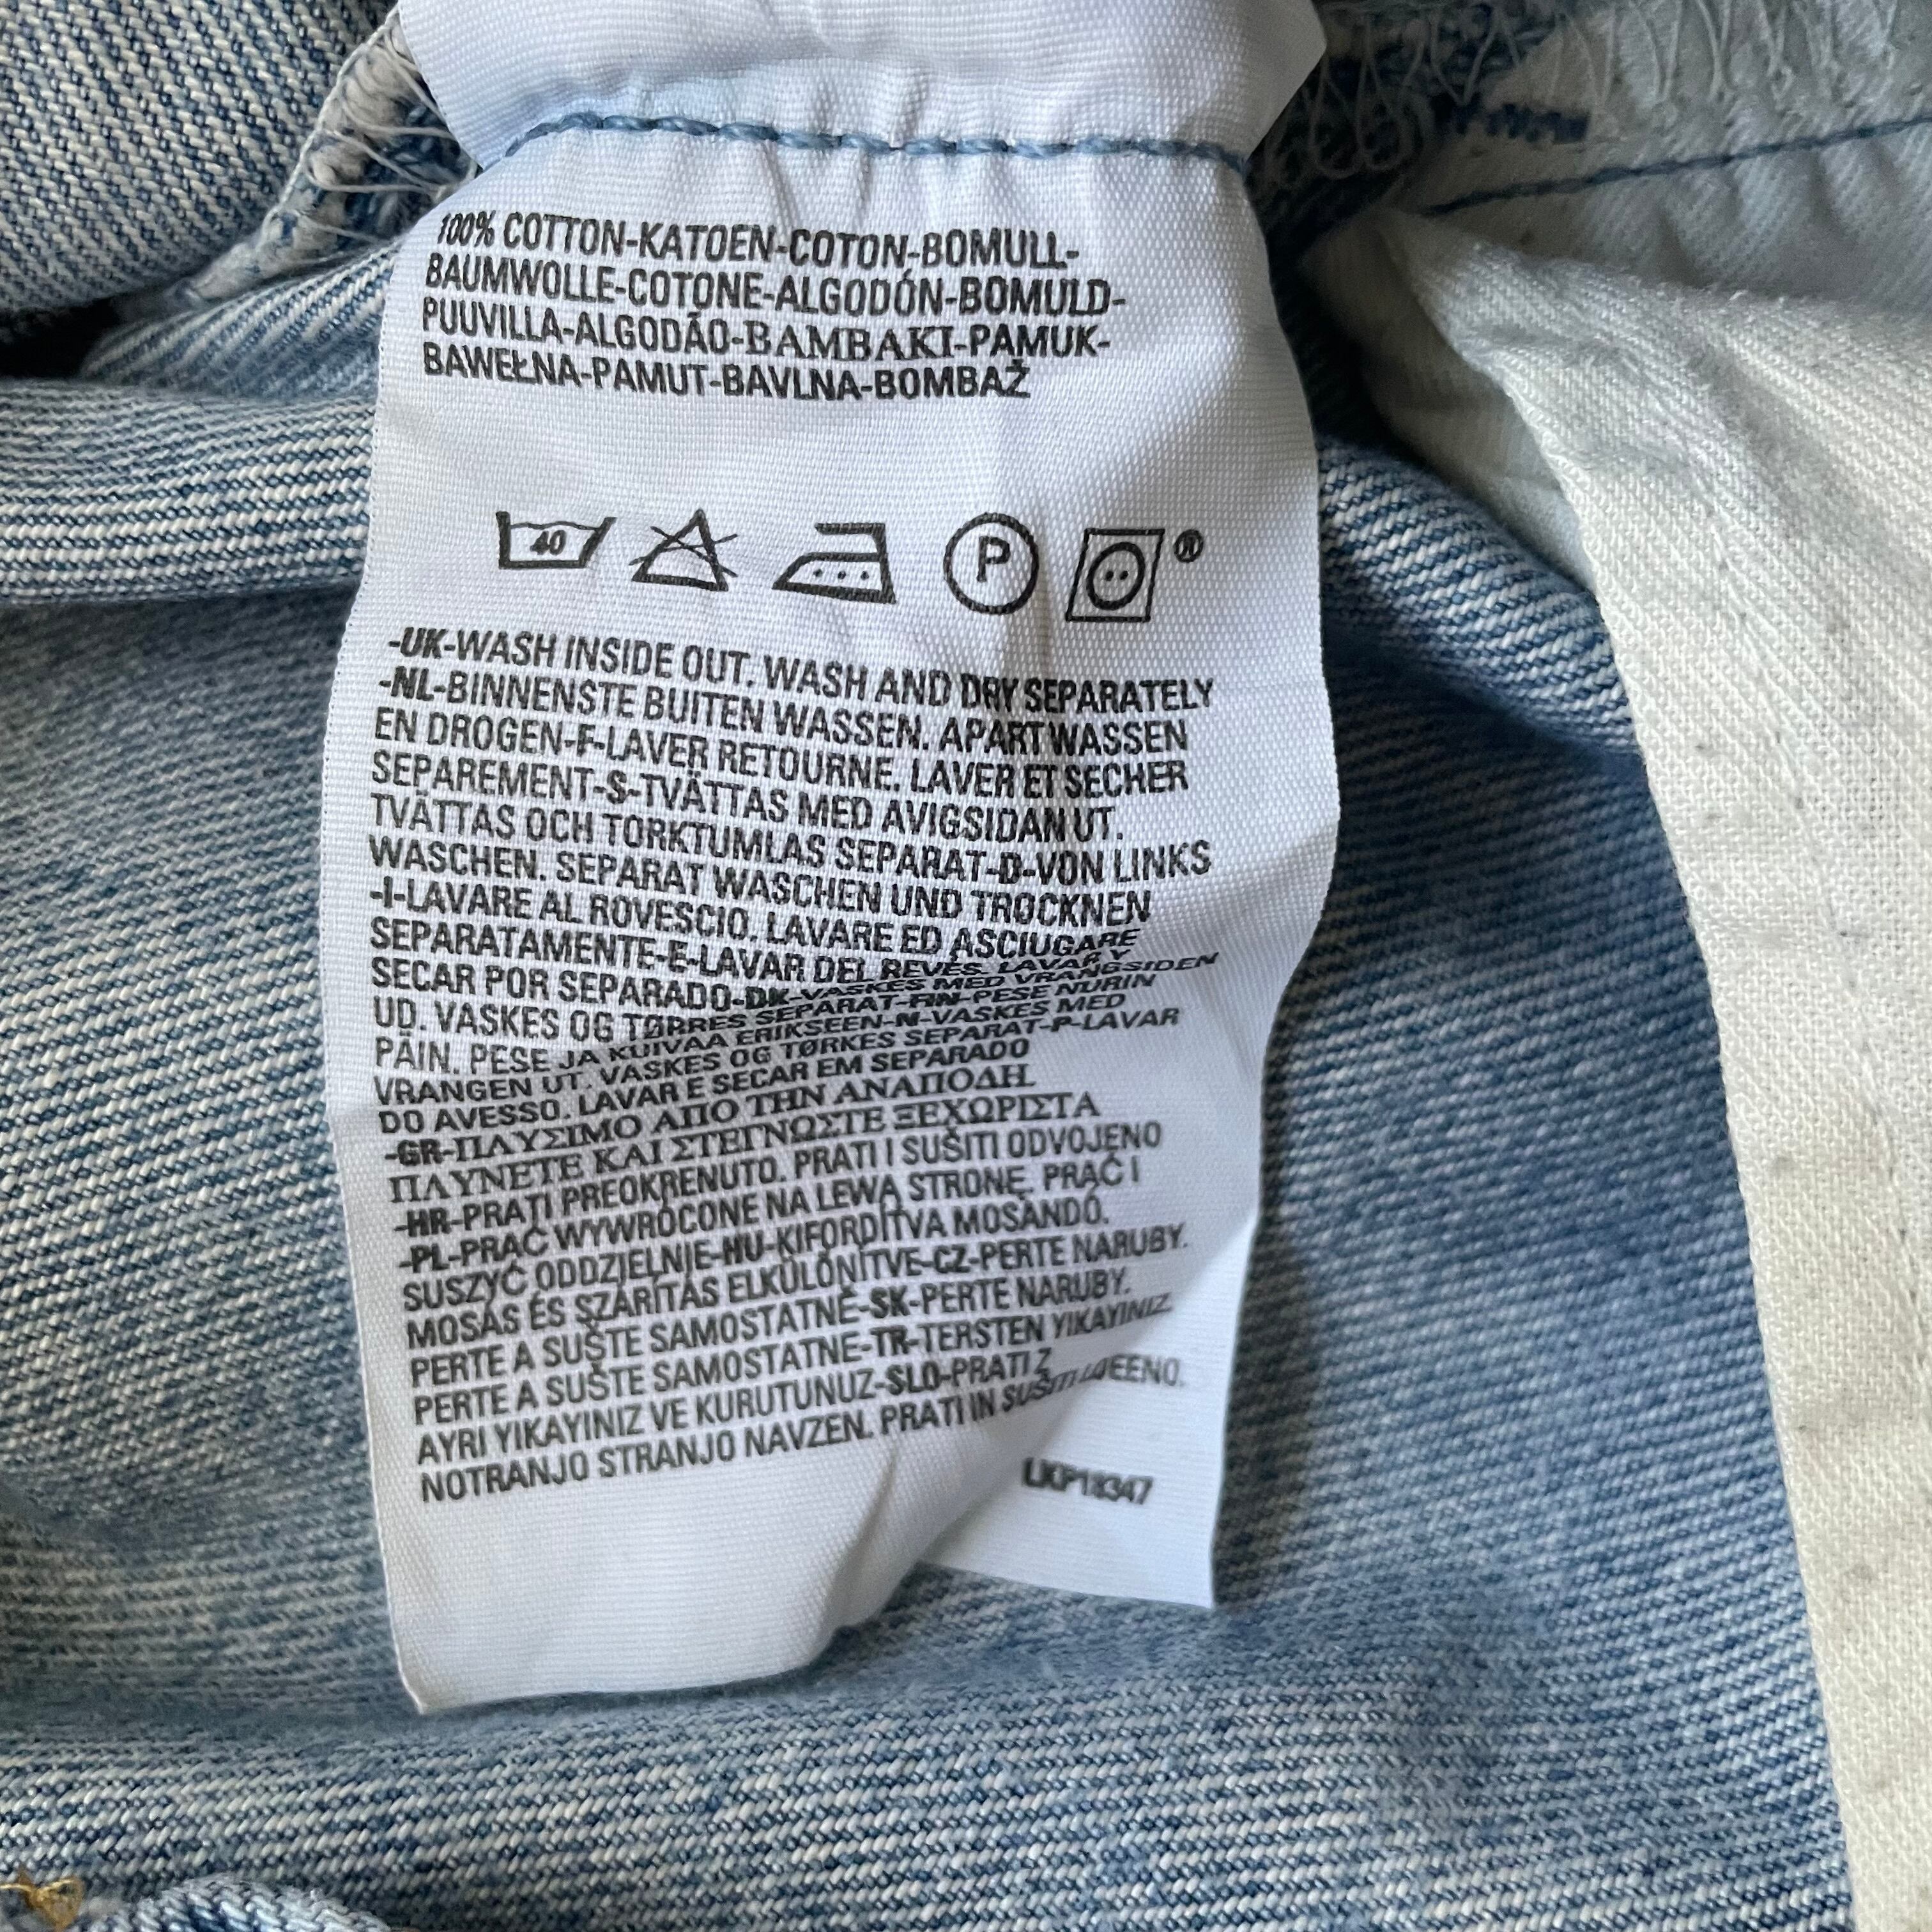 100% COTTON-KATOEN-COTON-BOMULL-
BAUMWOLLE-COTONE-ALGODÓN-BOMULD-
PUUVILLA-ALGODÃO-BAMBAKI-PAMUK-
BAWEŁNA-PAMUT-BAVLNA-BOMBAŽ
40 P ®
-UK-WASH INSIDE OUT. WASH AND DRY SEPARATELY
-NL-BINNENSTE BUITEN WASSEN. APART WASSEN
EN DROGEN-F-LAVER RETOURNE. LAVER ET SECHER
SEPAREMENT-S-TVÄTTAS MED AVIGSIDAN UT.
TVÄTTAS OCH TORKTUMLAS SEPARAT-D-VON LINKS
WASCHEN. SEPARAT WASCHEN UND TROCKNEN
-I-LAVARE AL ROVESCIO. LAVARE ED ASCIUGARE
SEPARATAMENTE-E-LAVAR DEL REVES. LAVAR Y
SECAR POR SEPARADO-DK-VASKES MED VRANGSIDEN
UD. VASKES OG TØRRES SEPARAT-FIN-PESE NURIN
PÄIN. PESE JA KUIVAA ERIKSEEN-N-VASKES MED
VRANGEN UT. VASKES OG TØRKES SEPARAT-P-LAVAR
DO AVESSO. LAVAR E SECAR EM SEPARADO
-GR-ΠΛΥΣΙΜΟ ΑΠΟ ΤΗΝ ΑΝΑΠΟΔΗ.
ΠΛΥΝΕΤΕ ΚΑΙ ΣΤΕΓΝΩΣΤΕ ΞΕΧΩΡΙΣΤΑ
-HR-PRATI PREOKRENUTO. PRATI I SUŠITI ODVOJENO
-PL-PRAĆ WYWRÓCONE NA LEWĄ STRONĘ. PRAĆ I
SUSZYĆ ODDZIELNIE-HU-KIFORDÍTVA MOSANDÓ.
MOSÁS ÉS SZÁRÍTÁS ELKÜLÖNÍTVE-CZ-PERTE NARUBY.
PERTE A SUŠTE SAMOSTATNĚ-SK-PERTE NARUBY.
PERTE A SUŠTE SAMOSTATNE-TR-TERSTEN YIKAYINIZ.
AYRI YIKAYINIZ VE KURUTUNUZ-SLO-PRATI Z
NOTRANJO STRANJO NAVZEN. PRATI IN SUŠITI
LKP18347